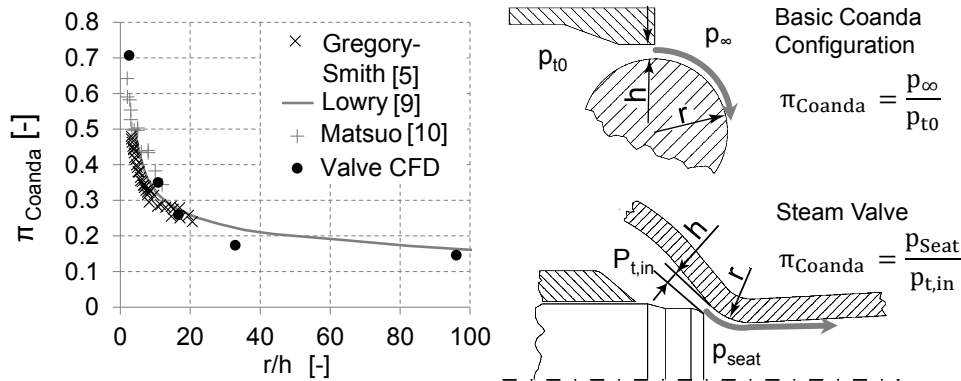 0.8
0.7
0.6
0.5
0.4
0.3
0.2
0.1
0
π_Coanda [-]
0
20
40
60
80
100
r/h [-]
Gregory-
Smith [5]
Lowry [9]
Matsuo [10]
Valve CFD
p_t0
p_∞
h
r
Basic Coanda
Configuration
π_Coanda = p_∞ / p_t0
P_t,in
h
r
p_seat
Steam Valve
π_Coanda = p_Seat / p_t,in